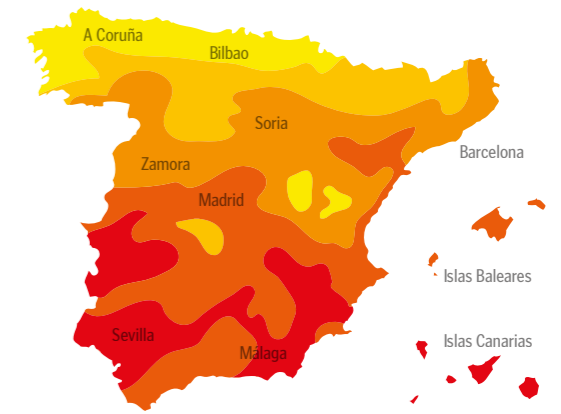 A Coruña
Bilbao
Soria
Barcelona
Zamora
Madrid
Islas Baleares
Sevilla
Islas Canarias
Málaga